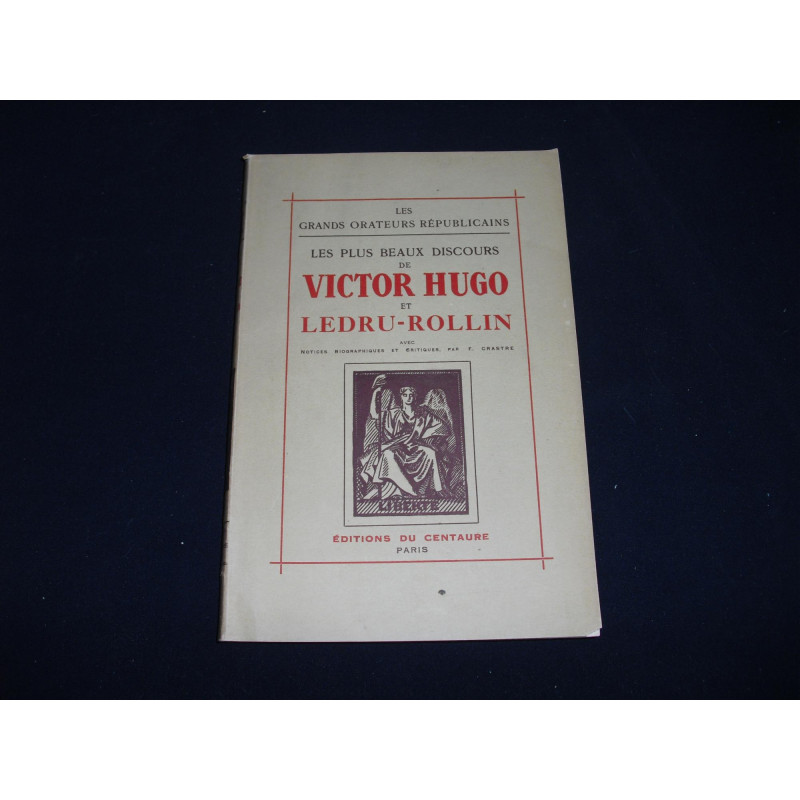 LES
GRANDS ORATEURS RÉPUBLICAINS
LES PLUS BEAUX DISCOURS
DE
VICTOR HUGO
ET
LEDRU-ROLLIN
AVEC
NOTICES BIOGRAPHIQUES ET CRITIQUES, PAR F. CRASTRE
LIBERTE
ÉDITIONS DU CENTAURE
PARIS